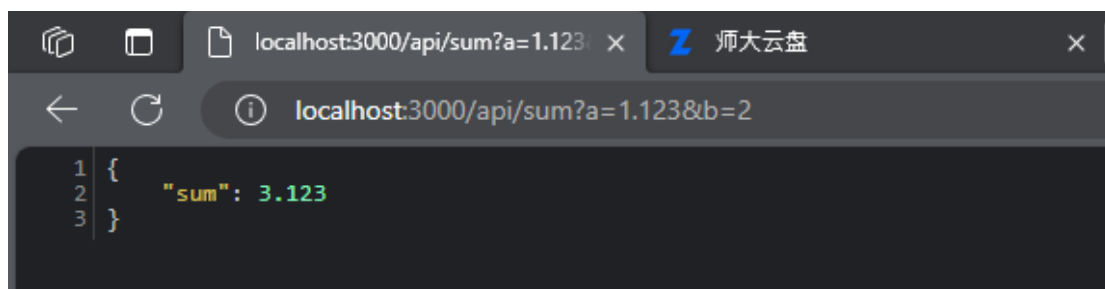 localhost:3000/api/sum?a=1.123
师大云盘
localhost:3000/api/sum?a=1.123&b=2
1 {
2 "sum": 3.123
3 }